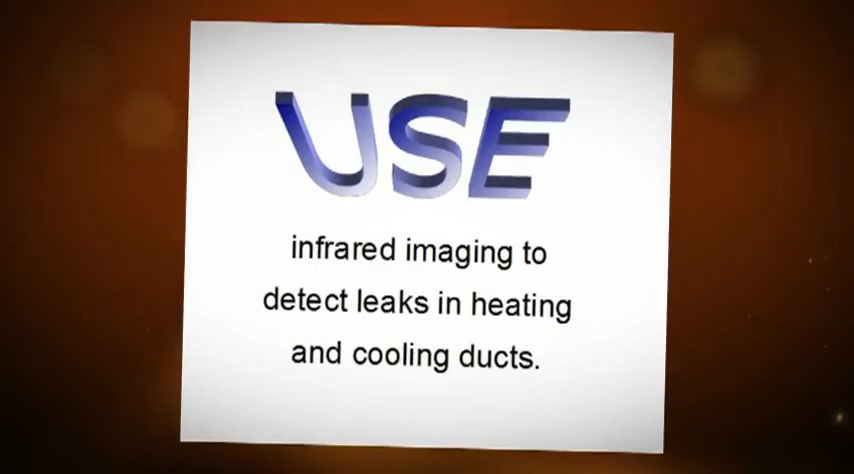 USE
infrared imaging to
detect leaks in heating
and cooling ducts.